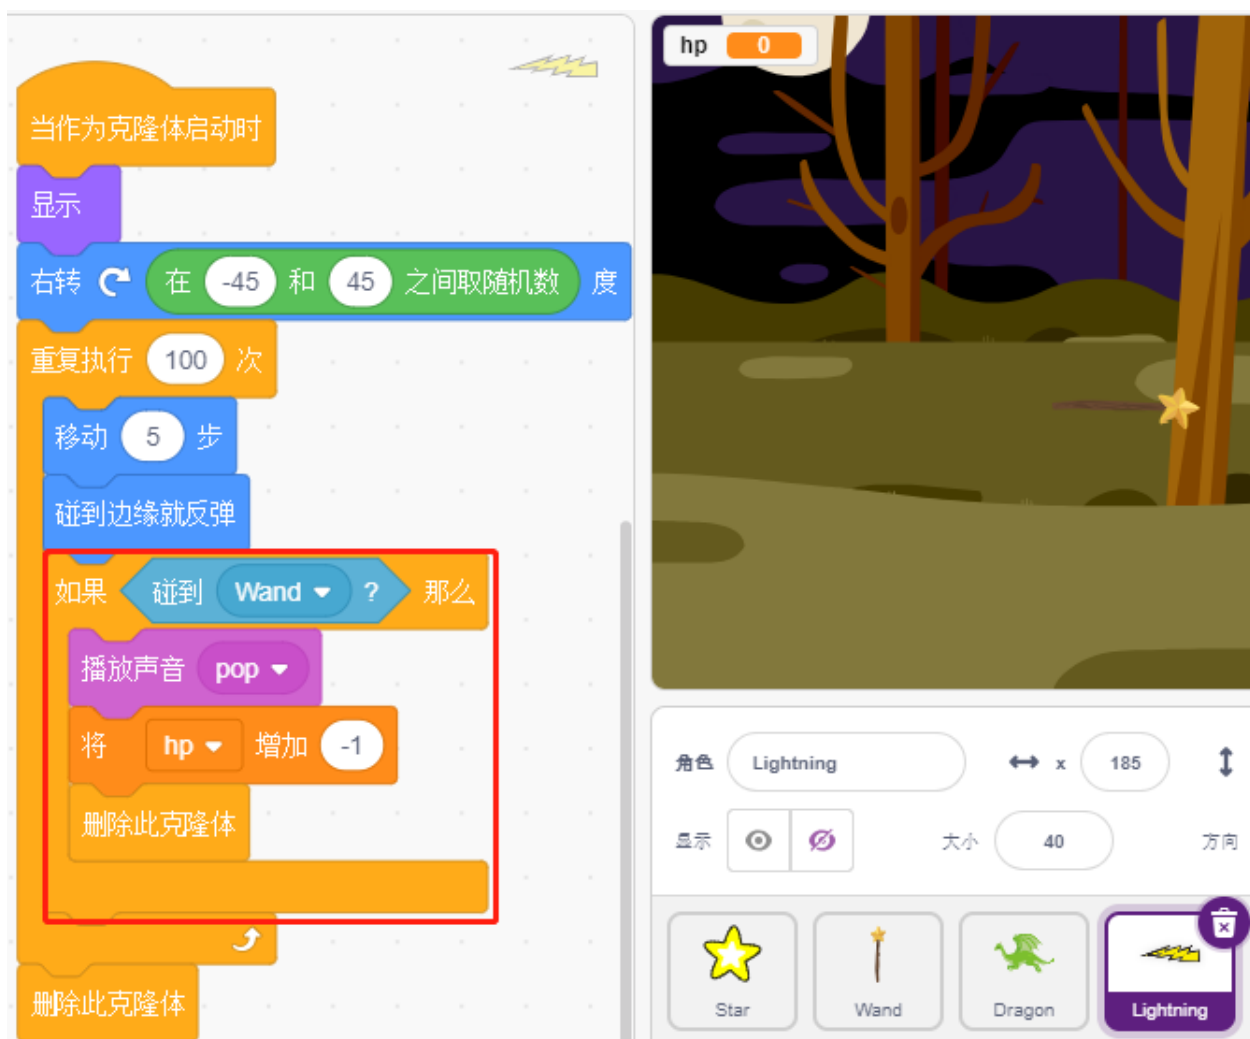 当作为克隆体启动时
显示
右转 在 -45 和 45 之间取随机数 度
重复执行 100 次
移动 5 步
碰到边缘就反弹
如果 碰到 Wand ? 那么
播放声音 pop
将 hp 增加 -1
删除此克隆体
删除此克隆体
hp 0
角色 Lightning x 185
显示 大小 40 方向
Star Wand Dragon Lightning